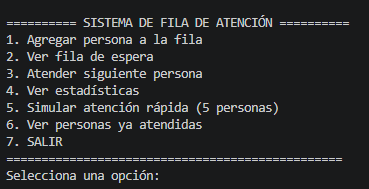 ========== SISTEMA DE FILA DE ATENCIÓN ==========
1. Agregar persona a la fila
2. Ver fila de espera
3. Atender siguiente persona
4. Ver estadísticas
5. Simular atención rápida (5 personas)
6. Ver personas ya atendidas
7. SALIR
================================================
Selecciona una opción: